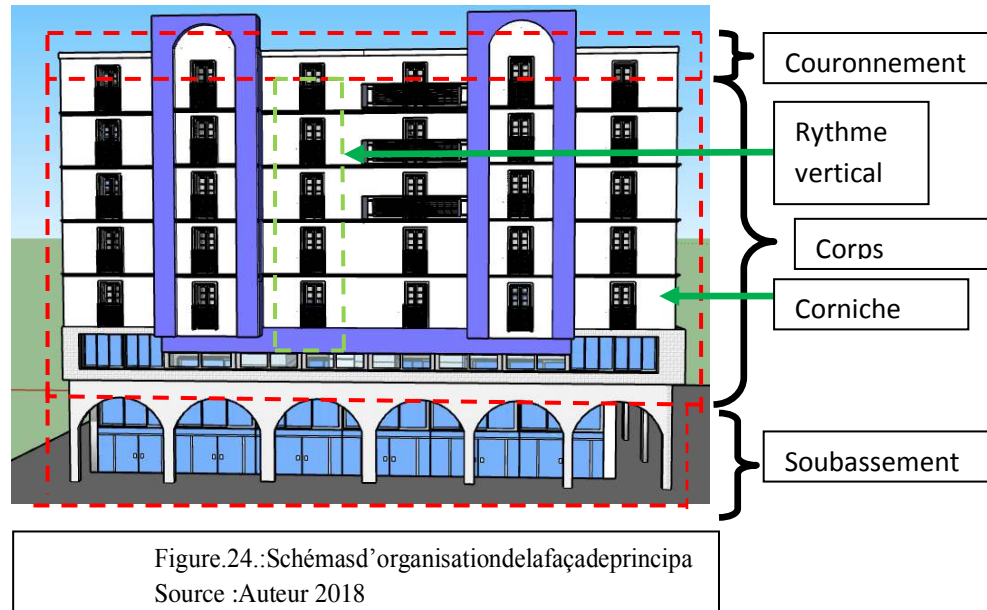 Couronnement
Rythme
vertical
Corps
Corniche
Soubassement
Figure.24.:Schémasd’organisationdelafaçadeprincipa
Source :Auteur 2018